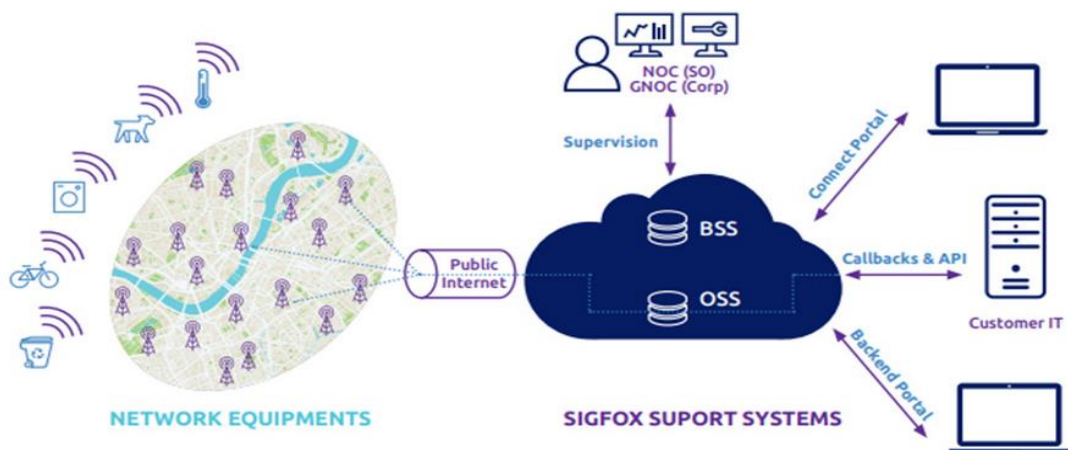 NOC (SO)
GNOC (Corp)
Supervision
Connect Portal
BSS
Public
Internet
Callbacks & API
OSS
Customer IT
Backend Portal
NETWORK EQUIPMENTS
SIGFOX SUPORT SYSTEMS